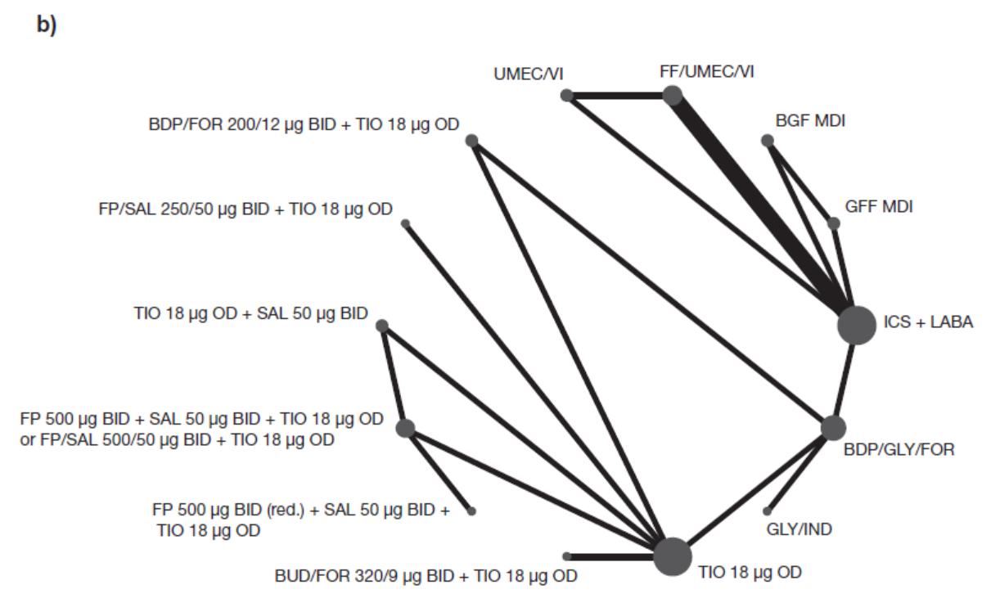 b)
UMEC/VI
FF/UMEC/VI
BGF MDI
BDP/FOR 200/12 µg BID + TIO 18 µg OD
FP/SAL 250/50 µg BID + TIO 18 µg OD
GFF MDI
TIO 18 µg OD + SAL 50 µg BID
ICS + LABA
FP 500 µg BID + SAL 50 µg BID + TIO 18 µg OD
or FP/SAL 500/50 µg BID + TIO 18 µg OD
BDP/GLY/FOR
FP 500 µg BID (red.) + SAL 50 µg BID +
TIO 18 µg OD
GLY/IND
BUD/FOR 320/9 µg BID + TIO 18 µg OD
TIO 18 µg OD